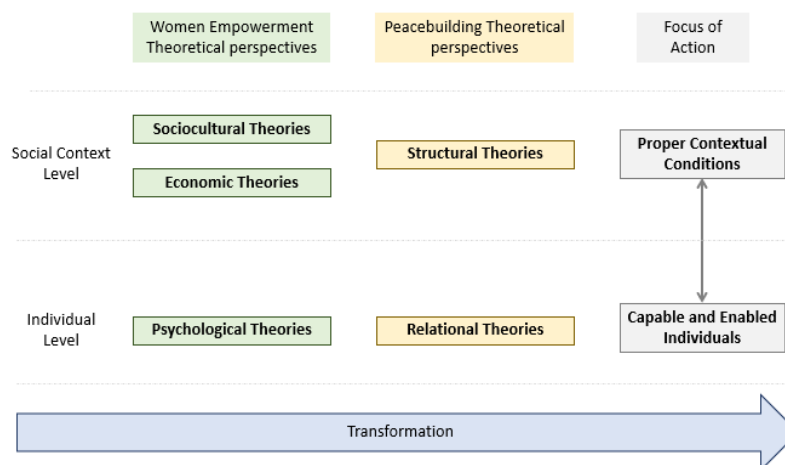 Women Empowerment
Theoretical perspectives
Peacebuilding Theoretical
perspectives
Focus of
Action
Social Context
Level
Sociocultural Theories
Economic Theories
Structural Theories
Proper Contextual
Conditions
Individual
Level
Psychological Theories
Relational Theories
Capable and Enabled
Individuals
Transformation